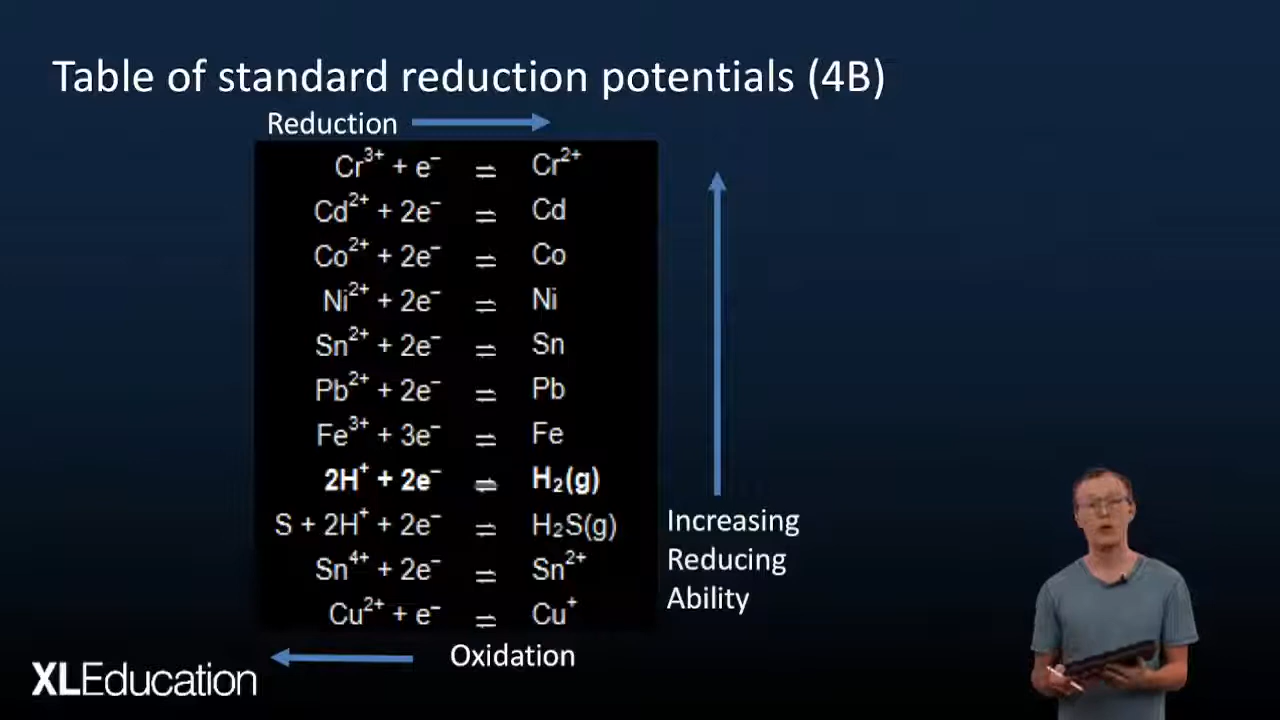 Table of standard reduction potentials (4B)
Reduction
Cr³⁺ + e⁻ ⇌ Cr²⁺
Cd²⁺ + 2e⁻ ⇌ Cd
Co²⁺ + 2e⁻ ⇌ Co
Ni²⁺ + 2e⁻ ⇌ Ni
Sn²⁺ + 2e⁻ ⇌ Sn
Pb²⁺ + 2e⁻ ⇌ Pb
Fe³⁺ + 3e⁻ ⇌ Fe
2H⁺ + 2e⁻ ⇌ H₂(g)
S + 2H⁺ + 2e⁻ ⇌ H₂S(g)
Sn⁴⁺ + 2e⁻ ⇌ Sn²⁺
Cu²⁺ + e⁻ ⇌ Cu⁺
Increasing
Reducing
Ability
Oxidation
XLEducation